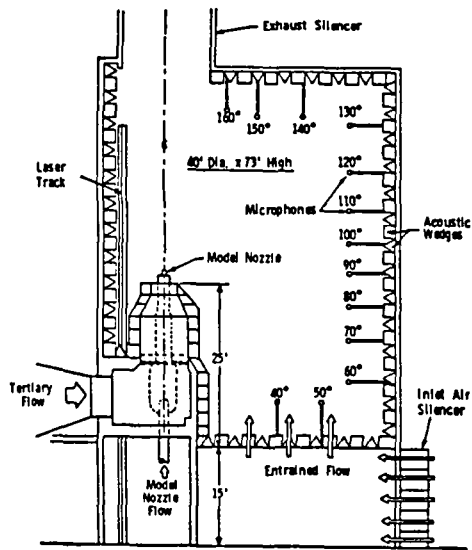 Exhaust Silencer
160°
150°
140°
130°
Laser
Track
40' Dia. x 73' High
120°
Microphones
110°
Acoustic
Wedges
100°
Model Nozzle
90°
80°
25'
70°
60°
Tertiary
Flow
40°
50°
Inlet Air
Silencer
Model
Nozzle
Flow
15'
Entrained Flow